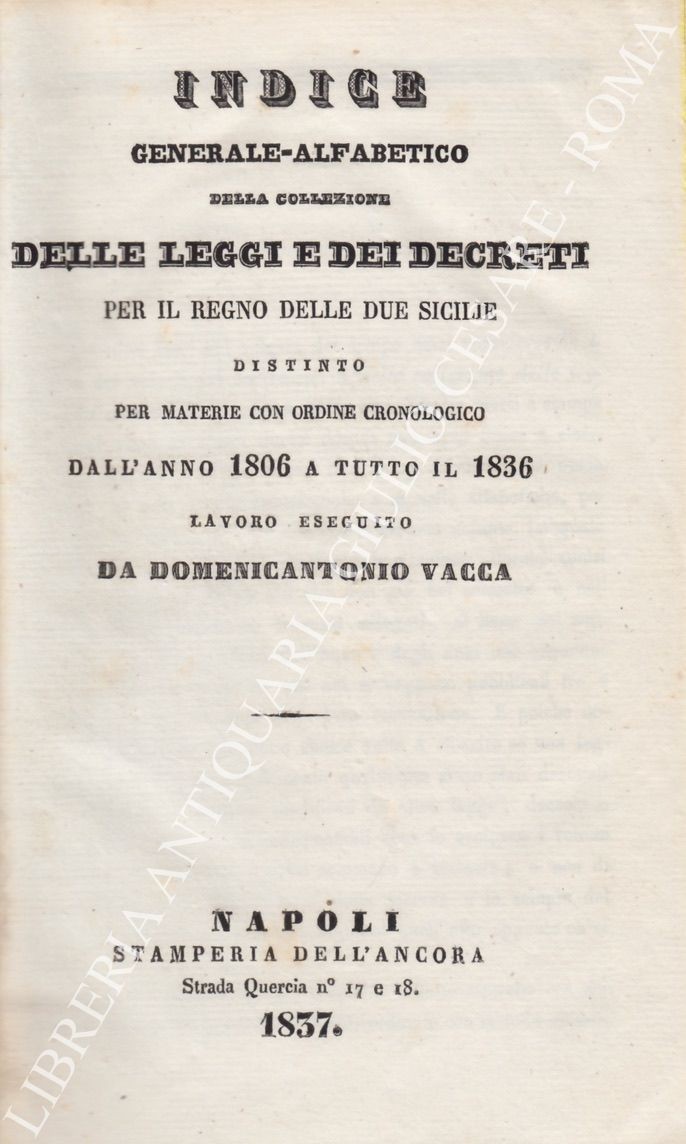 INDICE
GENERALE-ALFABETICO
DELLA COLLEZIONE
DELLE LEGGI E DEI DECRETI
PER IL REGNO DELLE DUE SICILIE
DISTINTO
PER MATERIE CON ORDINE CRONOLOGICO
DALL'ANNO 1806 A TUTTO IL 1836
LAVORO ESEGUITO
DA DOMENICANTONIO VACCA
NAPOLI
STAMPERIA DELL'ANCORA
Strada Quercia nº 17 e 18.
1837.
LIBRERIA ANTIQUARIA GIULIO CESARE - ROMA